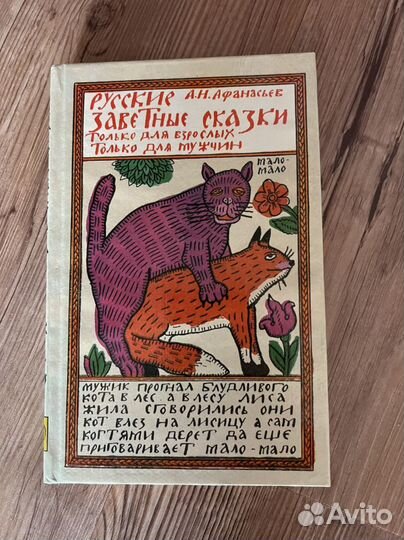 Русские А.Н.Афанасьев
Заветные сказки
Только для взрослых
Только для мужчин
мало-
мало
мужик прогнал блудливого
кота в лес. а в лесу лиса
жила сговорились они
кот влез на лисицу а сам
когтями дерет да еще
приговаривает мало-мало
Avito